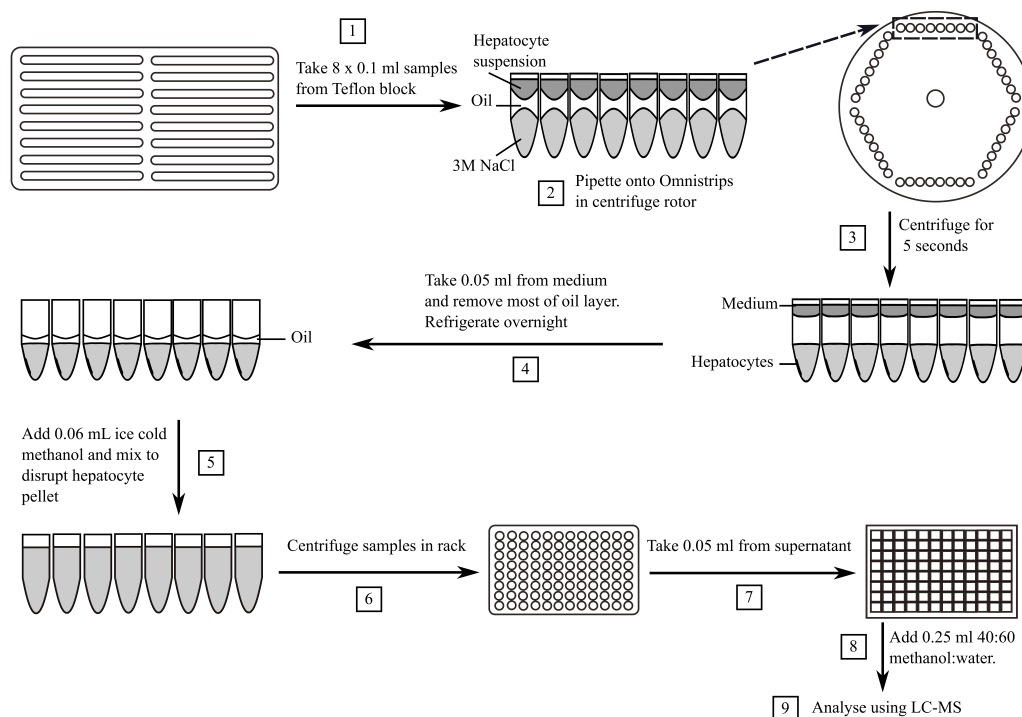 1
Take 8 x 0.1 ml samples
from Teflon block
Hepatocyte
suspension
Oil
3M NaCl
2
Pipette onto Omnistrips
in centrifuge rotor
3
Centrifuge for
5 seconds
Medium
Hepatocytes
Take 0.05 ml from medium
and remove most of oil layer.
Refrigerate overnight
4
Oil
Add 0.06 mL ice cold
methanol and mix to
disrupt hepatocyte
pellet
5
Centrifuge samples in rack
6
Take 0.05 ml from supernatant
7
8
Add 0.25 ml 40:60
methanol:water.
9
Analyse using LC-MS